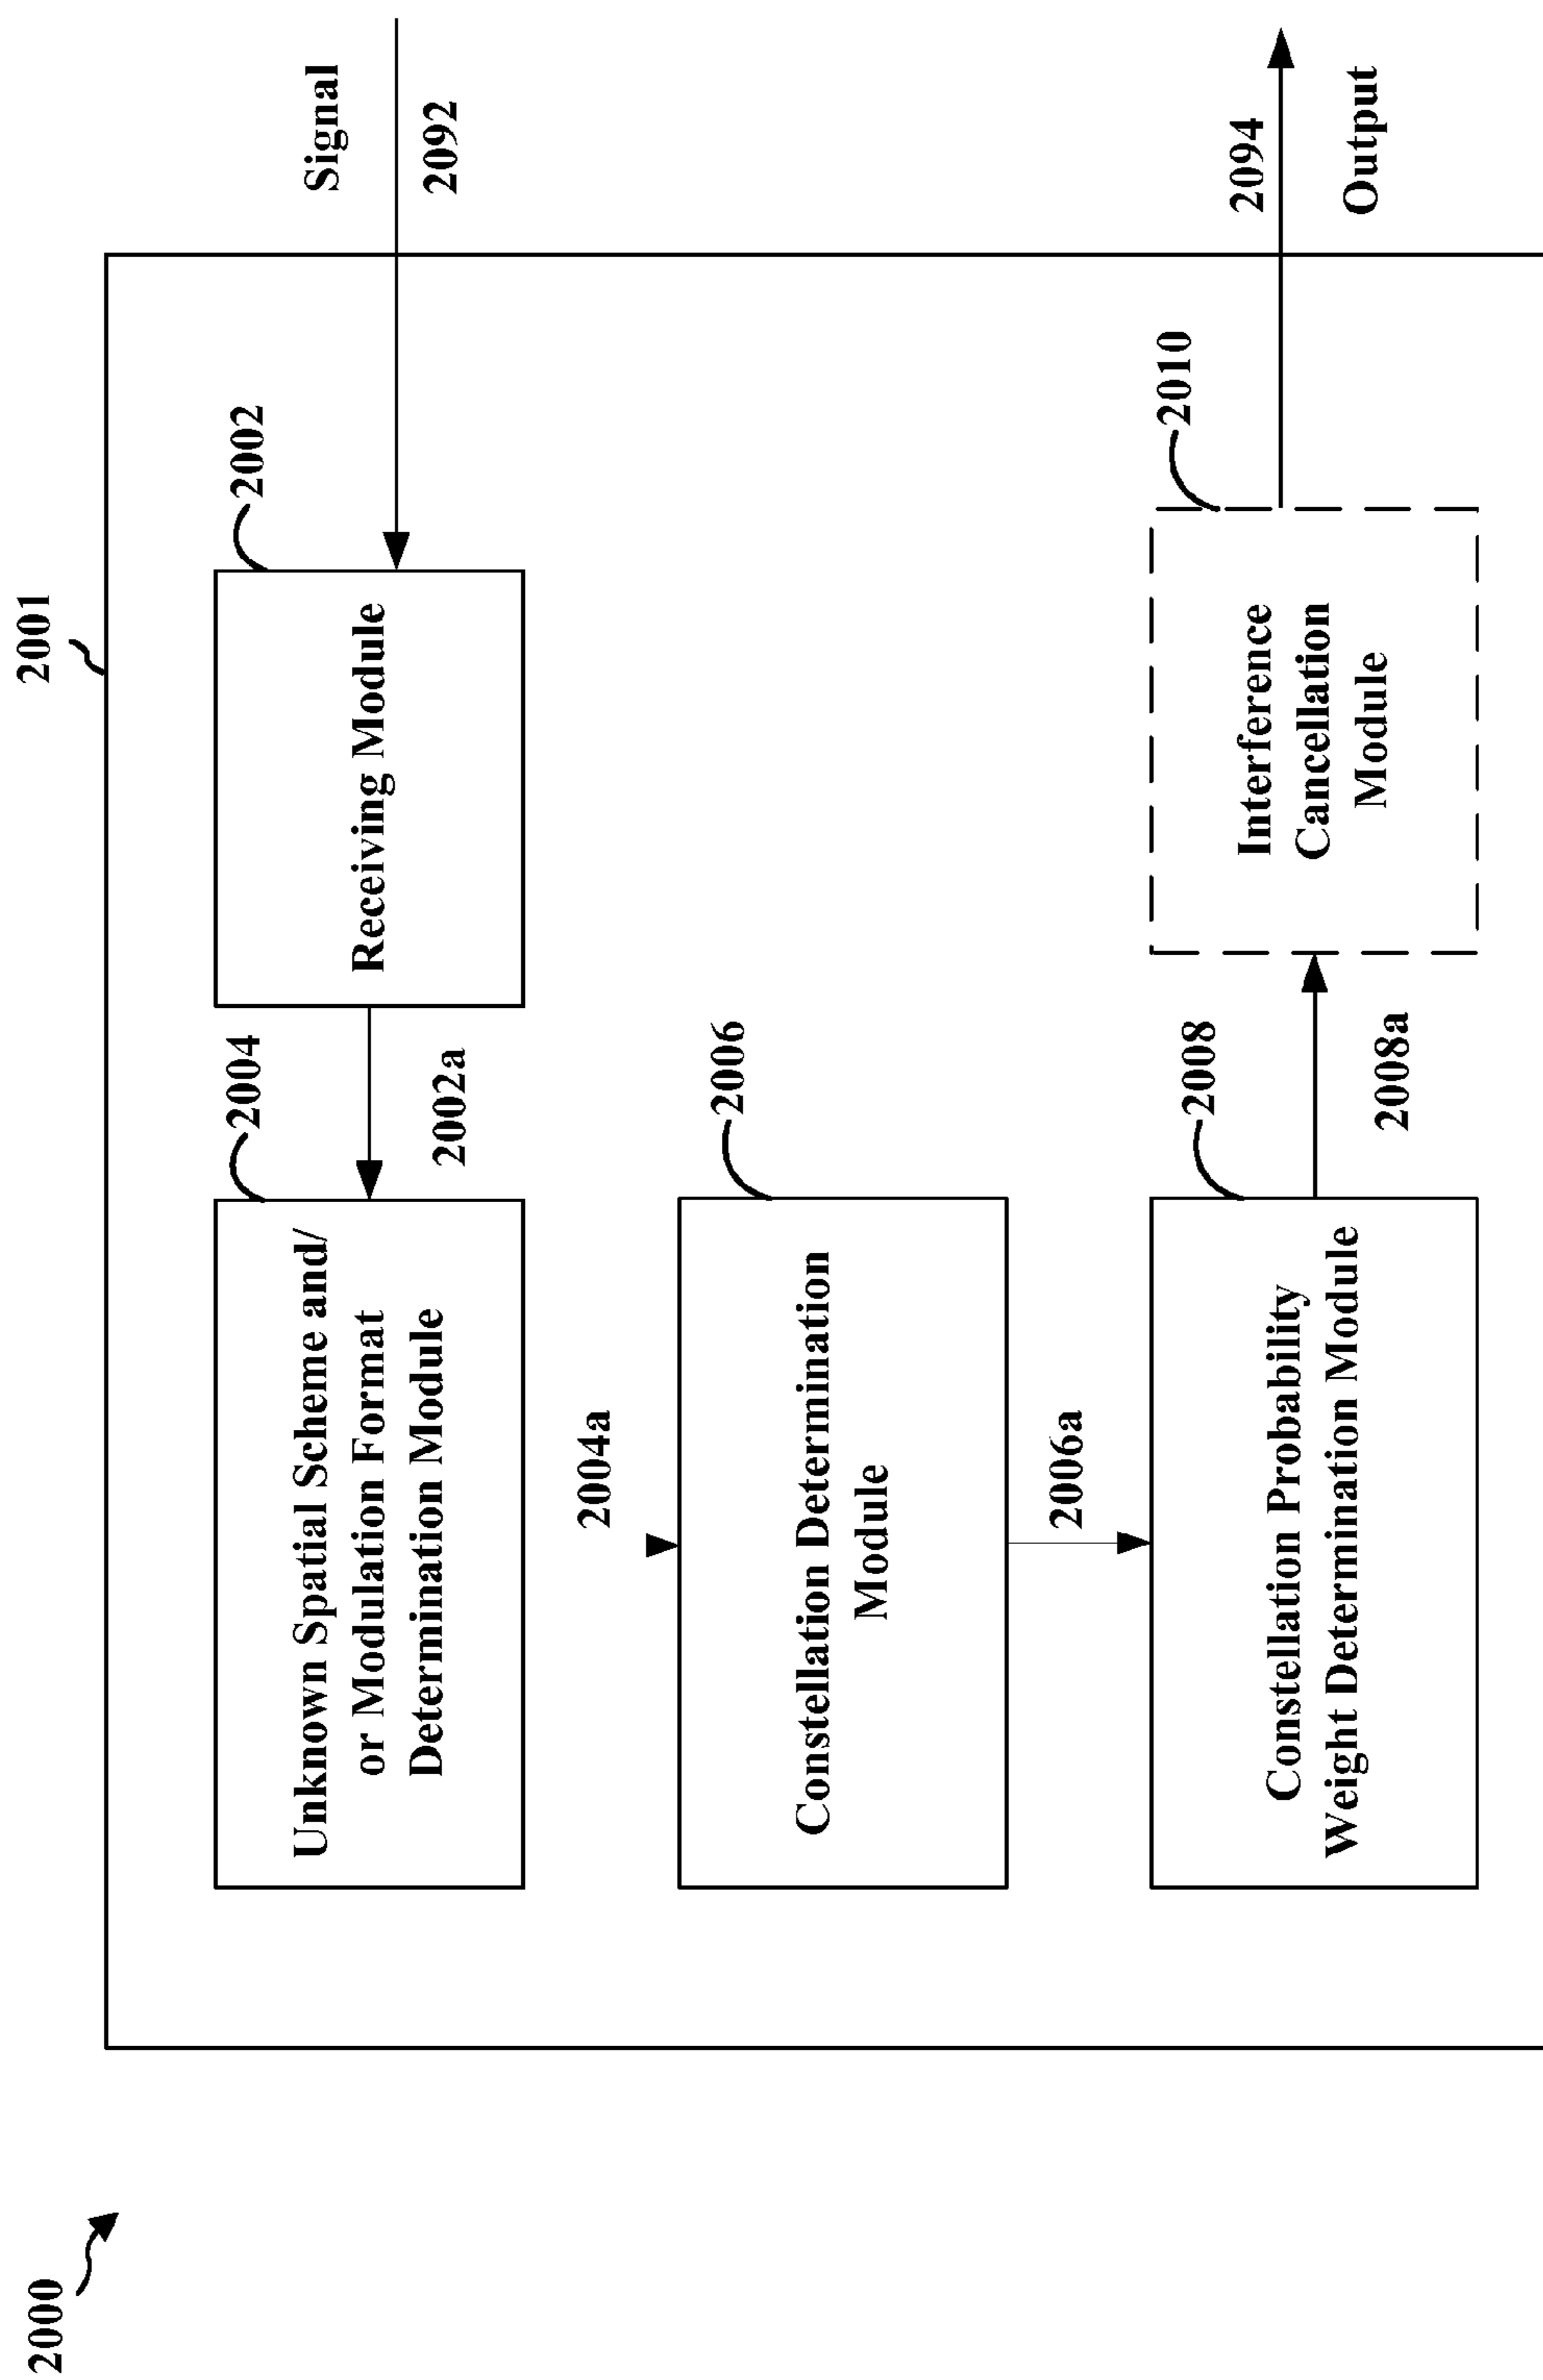 2000
2001
Signal
2092
2002
Receiving Module
2002a
2004
Unknown Spatial Scheme and/
or Modulation Format
Determination Module
2004a
2006
Constellation Determination
Module
2006a
2008
Constellation Probability
Weight Determination Module
2008a
2010
Interference
Cancellation
Module
2094
Output